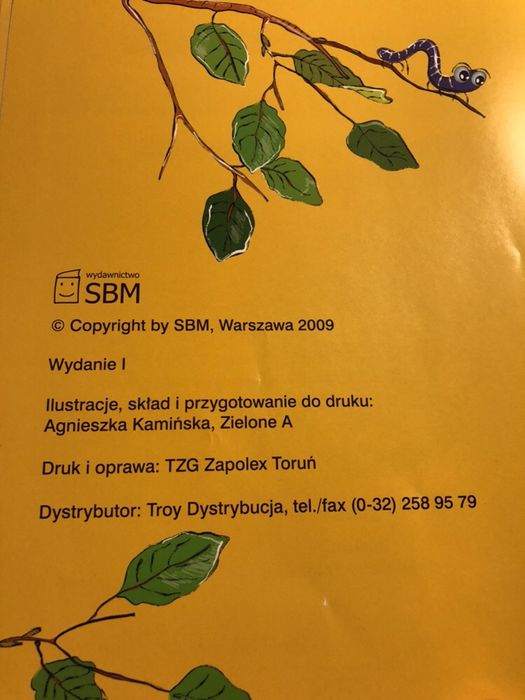 wydawnictwo
SBM
© Copyright by SBM, Warszawa 2009
Wydanie I
Ilustracje, skład i przygotowanie do druku:
Agnieszka Kamińska, Zielone A
Druk i oprawa: TZG Zapolex Toruń
Dystrybutor: Troy Dystrybucja, tel./fax (0-32) 258 95 79